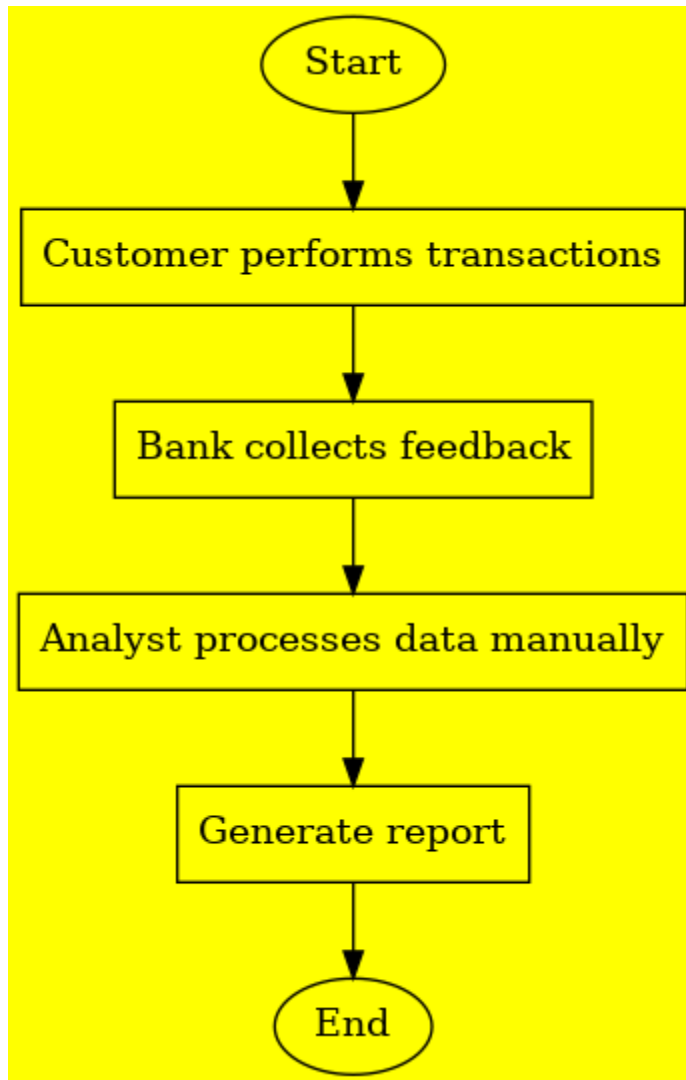 Start
Customer performs transactions
Bank collects feedback
Analyst processes data manually
Generate report
End